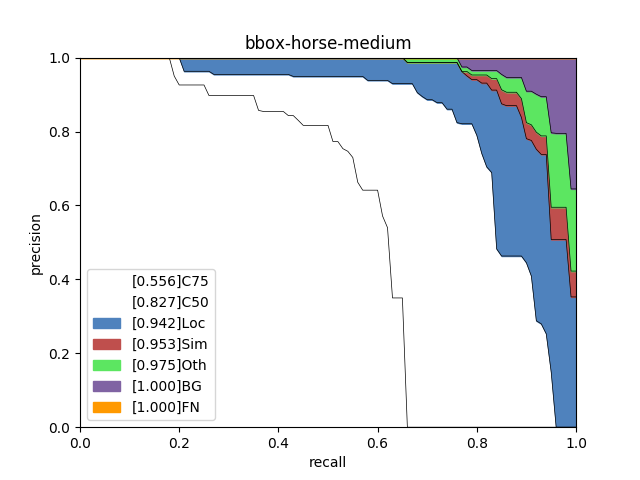 bbox-horse-medium
precision
1.0
0.8
0.6
0.4
0.2
0.0
[0.556]C75
[0.827]C50
[0.942]Loc
[0.953]Sim
[0.975]Oth
[1.000]BG
[1.000]FN
0.0 0.2 0.4 0.6 0.8 1.0
recall